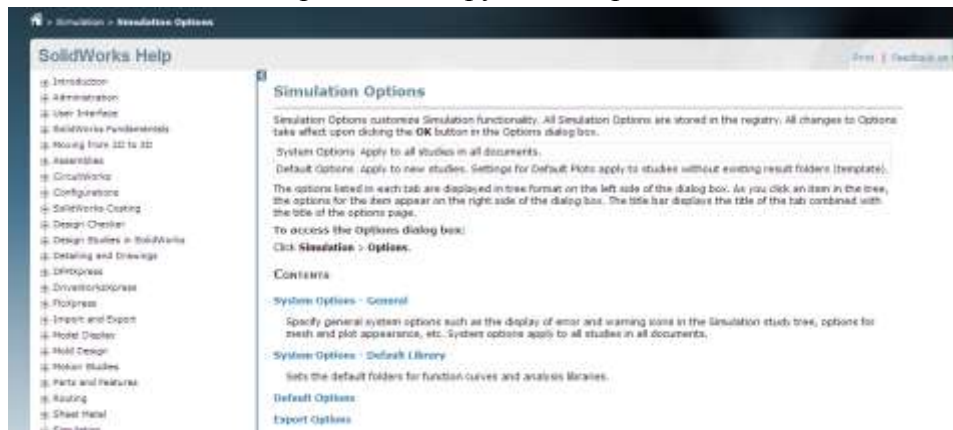 > Simulation > Simulation Options
SolidWorks Help
Print | Feedback on
Introduction
Administration
User Interface
SolidWorks Fundamentals
Moving from 2D to 3D
Assemblies
CircuitWorks
Configurations
SolidWorks Costing
Design Checker
Design Studies in SolidWorks
Detailing and Drawings
DFMXpress
DriveWorksXpress
FloXpress
Import and Export
Model Display
Mold Design
Motion Studies
Parts and Features
Routing
Sheet Metal
Simulation
Simulation Options
Simulation Options customize Simulation functionality. All Simulation Options are stored in the registry. All changes to Options
take effect upon clicking the OK button in the Options dialog box.
System Options Apply to all studies in all documents.
Default Options Apply to new studies. Settings for Default Plots apply to studies without existing result folders (template).
The options listed in each tab are displayed in tree format on the left side of the dialog box. As you click an item in the tree,
the options for the item appear on the right side of the dialog box. The title bar displays the title of the tab combined with
the title of the options page.
To access the Options dialog box:
Click Simulation > Options.
Contents
System Options - General
Specify general system options such as the display of error and warning icons in the Simulation study tree, options for
mesh and plot appearance, etc. System options apply to all studies in all documents.
System Options - Default Library
Sets the default folders for function curves and analysis libraries.
Default Options
Export Options